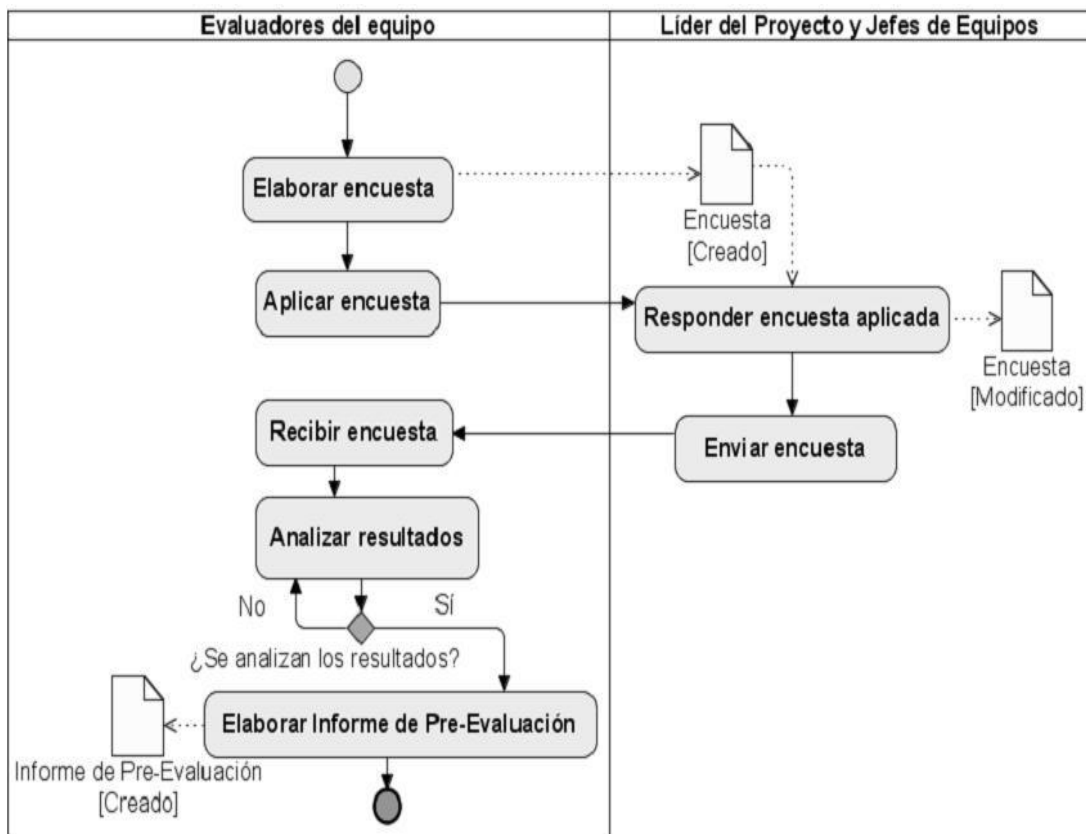 Evaluadores del equipo
Líder del Proyecto y Jefes de Equipos
Elaborar encuesta
Encuesta
[Creado]
Aplicar encuesta
Responder encuesta aplicada
Encuesta
[Modificado]
Recibir encuesta
Enviar encuesta
Analizar resultados
No
Sí
¿Se analizan los resultados?
Elaborar Informe de Pre-Evaluación
Informe de Pre-Evaluación
[Creado]